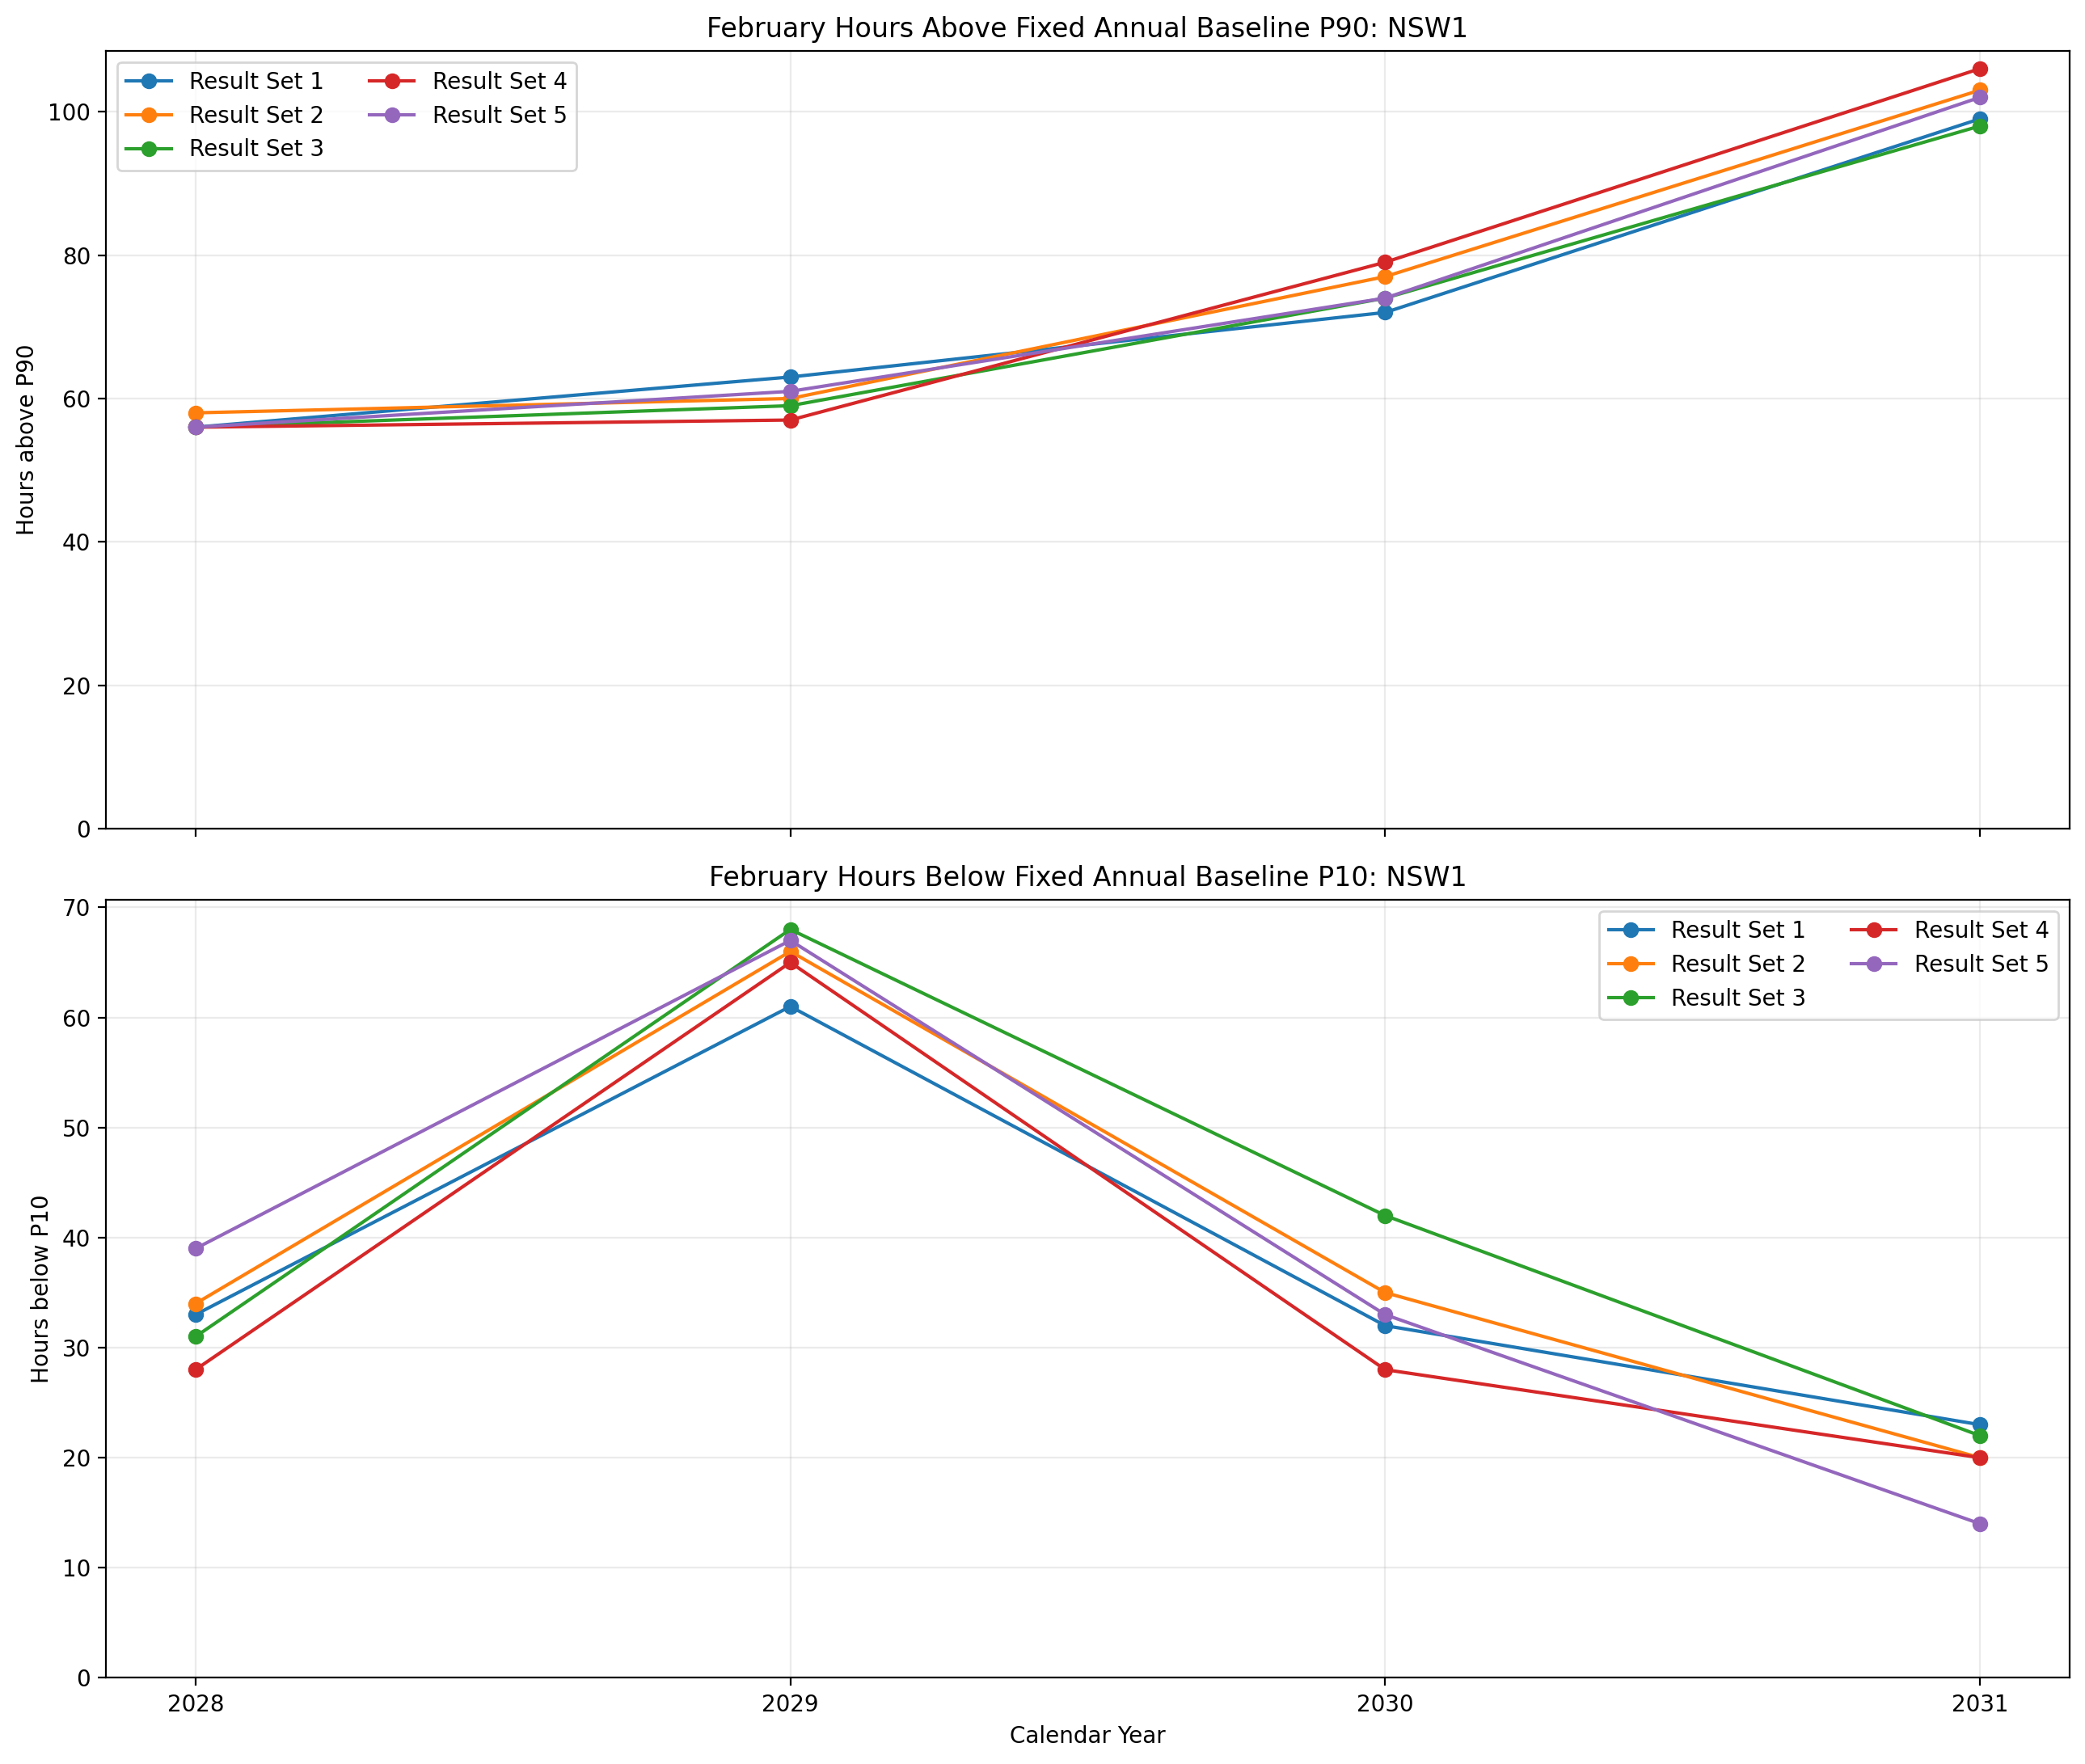 February Hours Above Fixed Annual Baseline P90: NSW1
Result Set 1
Result Set 2
Result Set 3
Result Set 4
Result Set 5
Hours above P90
100
80
60
40
20
0
February Hours Below Fixed Annual Baseline P10: NSW1
Result Set 1
Result Set 2
Result Set 3
Result Set 4
Result Set 5
Hours below P10
70
60
50
40
30
20
10
0
2028 2029 2030 2031
Calendar Year